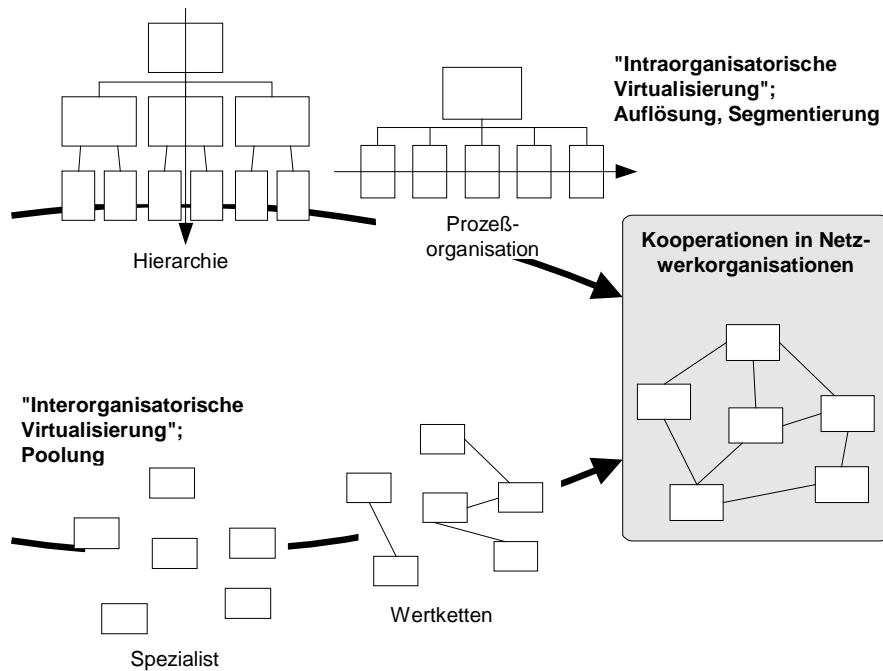 "Intraorganisatorische
Virtualisierung";
Auflösung, Segmentierung
Hierarchie
Prozeß-
organisation
Kooperationen in Netz-
werkorganisationen
"Interorganisatorische
Virtualisierung";
Poolung
Wertketten
Spezialist